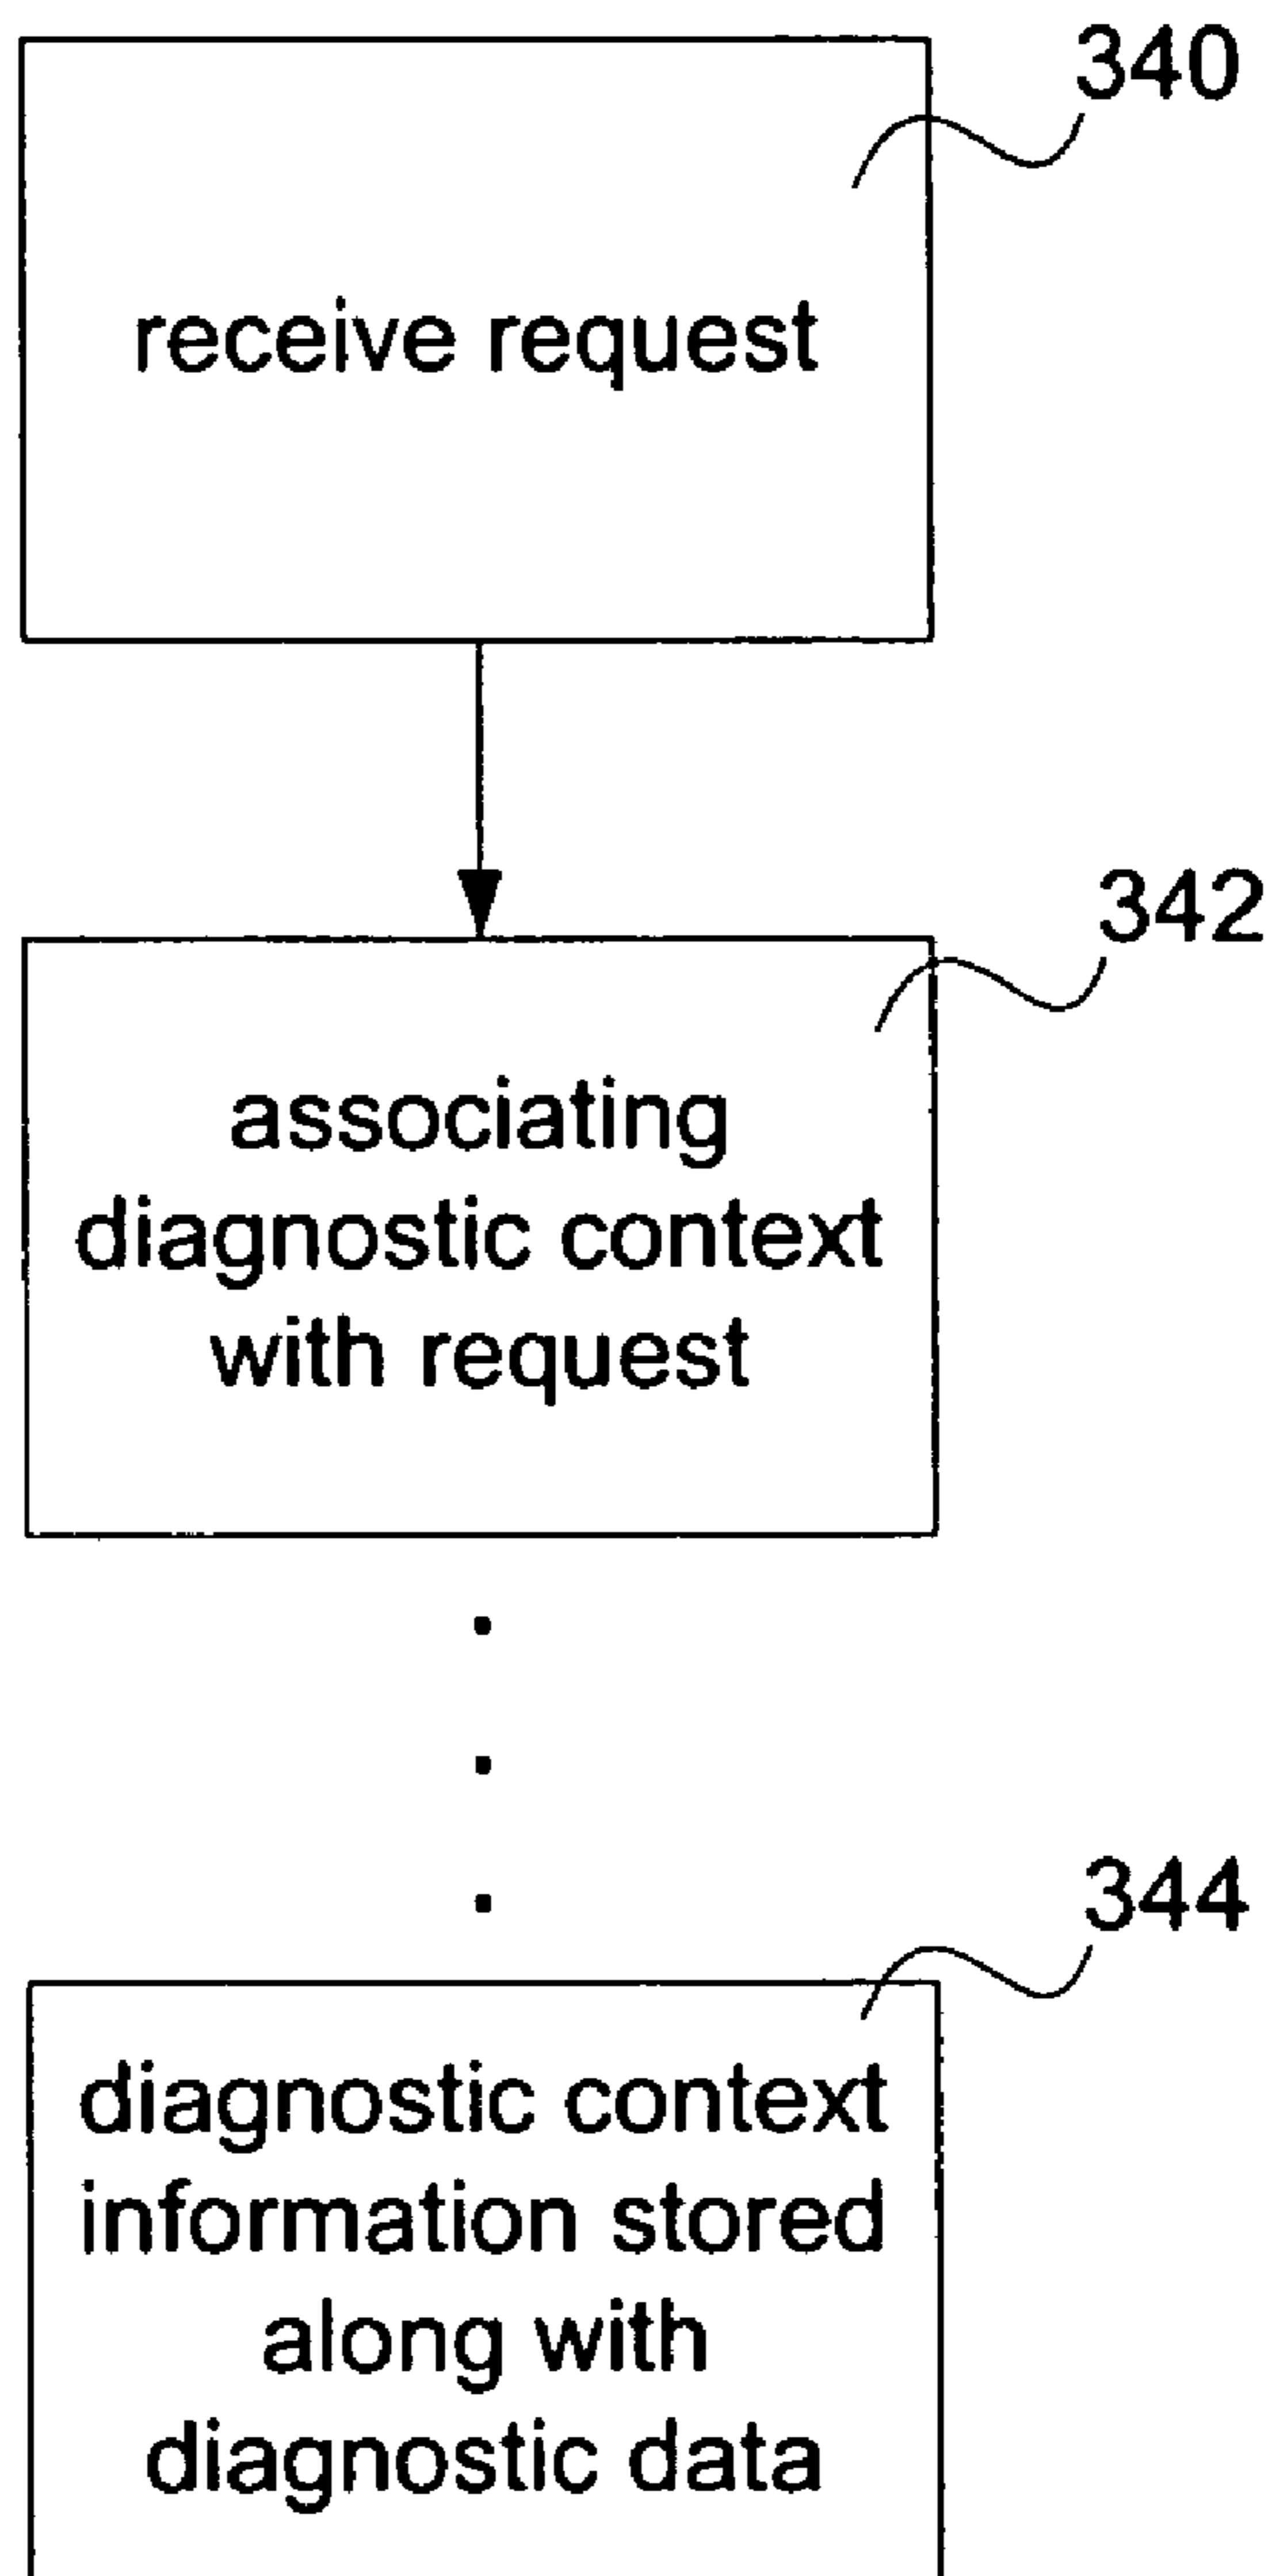 340
receive request
342
associating
diagnostic context
with request
344
diagnostic context
information stored
along with
diagnostic data